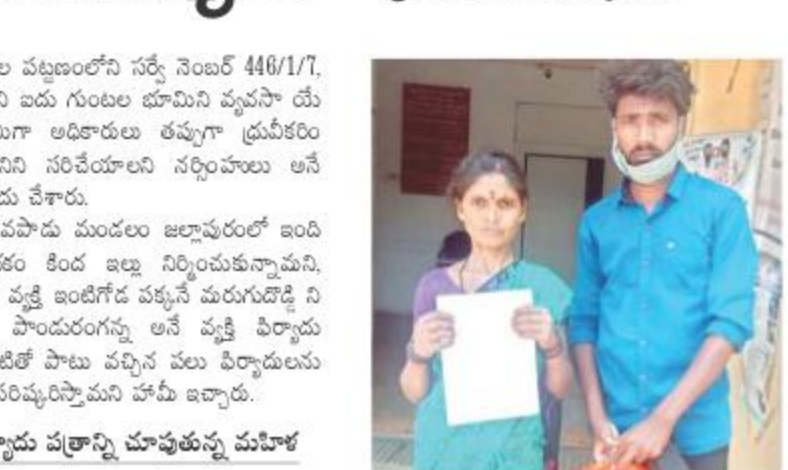 ల పట్టణంలోని సర్వే నెంబర్ 446/1/7,
ని ఐదు గుంటల భూమిని వ్యవసా యే
మిగా అధికారులు తప్పుగా ధ్రువీకరిం
నిని సరిచేయాలని నర్సింహులు అనే
దు చేశారు.
వపాడు మండలం జల్లాపురంలో ఇంది
కం కింద ఇల్లు నిర్మించుకున్నామని,
వ్యక్తి ఇంటిగోడ పక్కనే మరుగుదొడ్డి ని
పాండురంగన్న అనే వ్యక్తి ఫిర్యాదు
టితో పాటు వచ్చిన పలు ఫిర్యాదులను
పరిష్కరిస్తామని హామీ ఇచ్చారు.
్యాదు పత్రాన్ని చూపుతున్న మహిళ